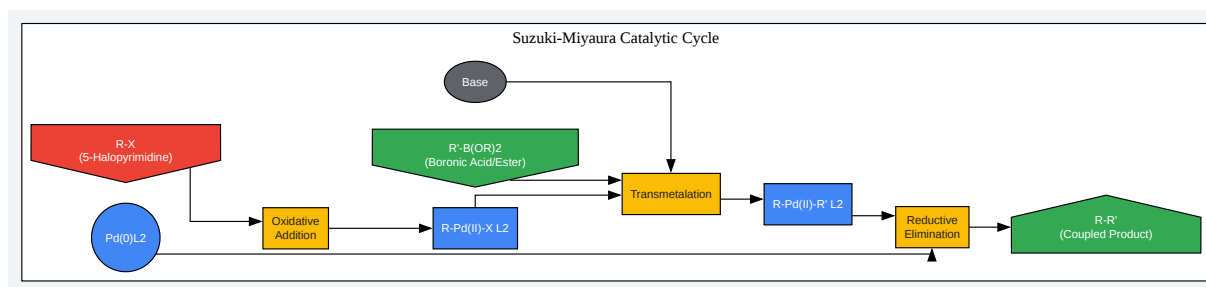 Suzuki-Miyaura Catalytic Cycle
Base
R-X
(5-Halopyrimidine)
R'-B(OR)2
(Boronic Acid/Ester)
Transmetalation
R-Pd(II)-R' L2
Pd(0)L2
Oxidative
Addition
R-Pd(II)-X L2
Reductive
Elimination
R-R'
(Coupled Product)